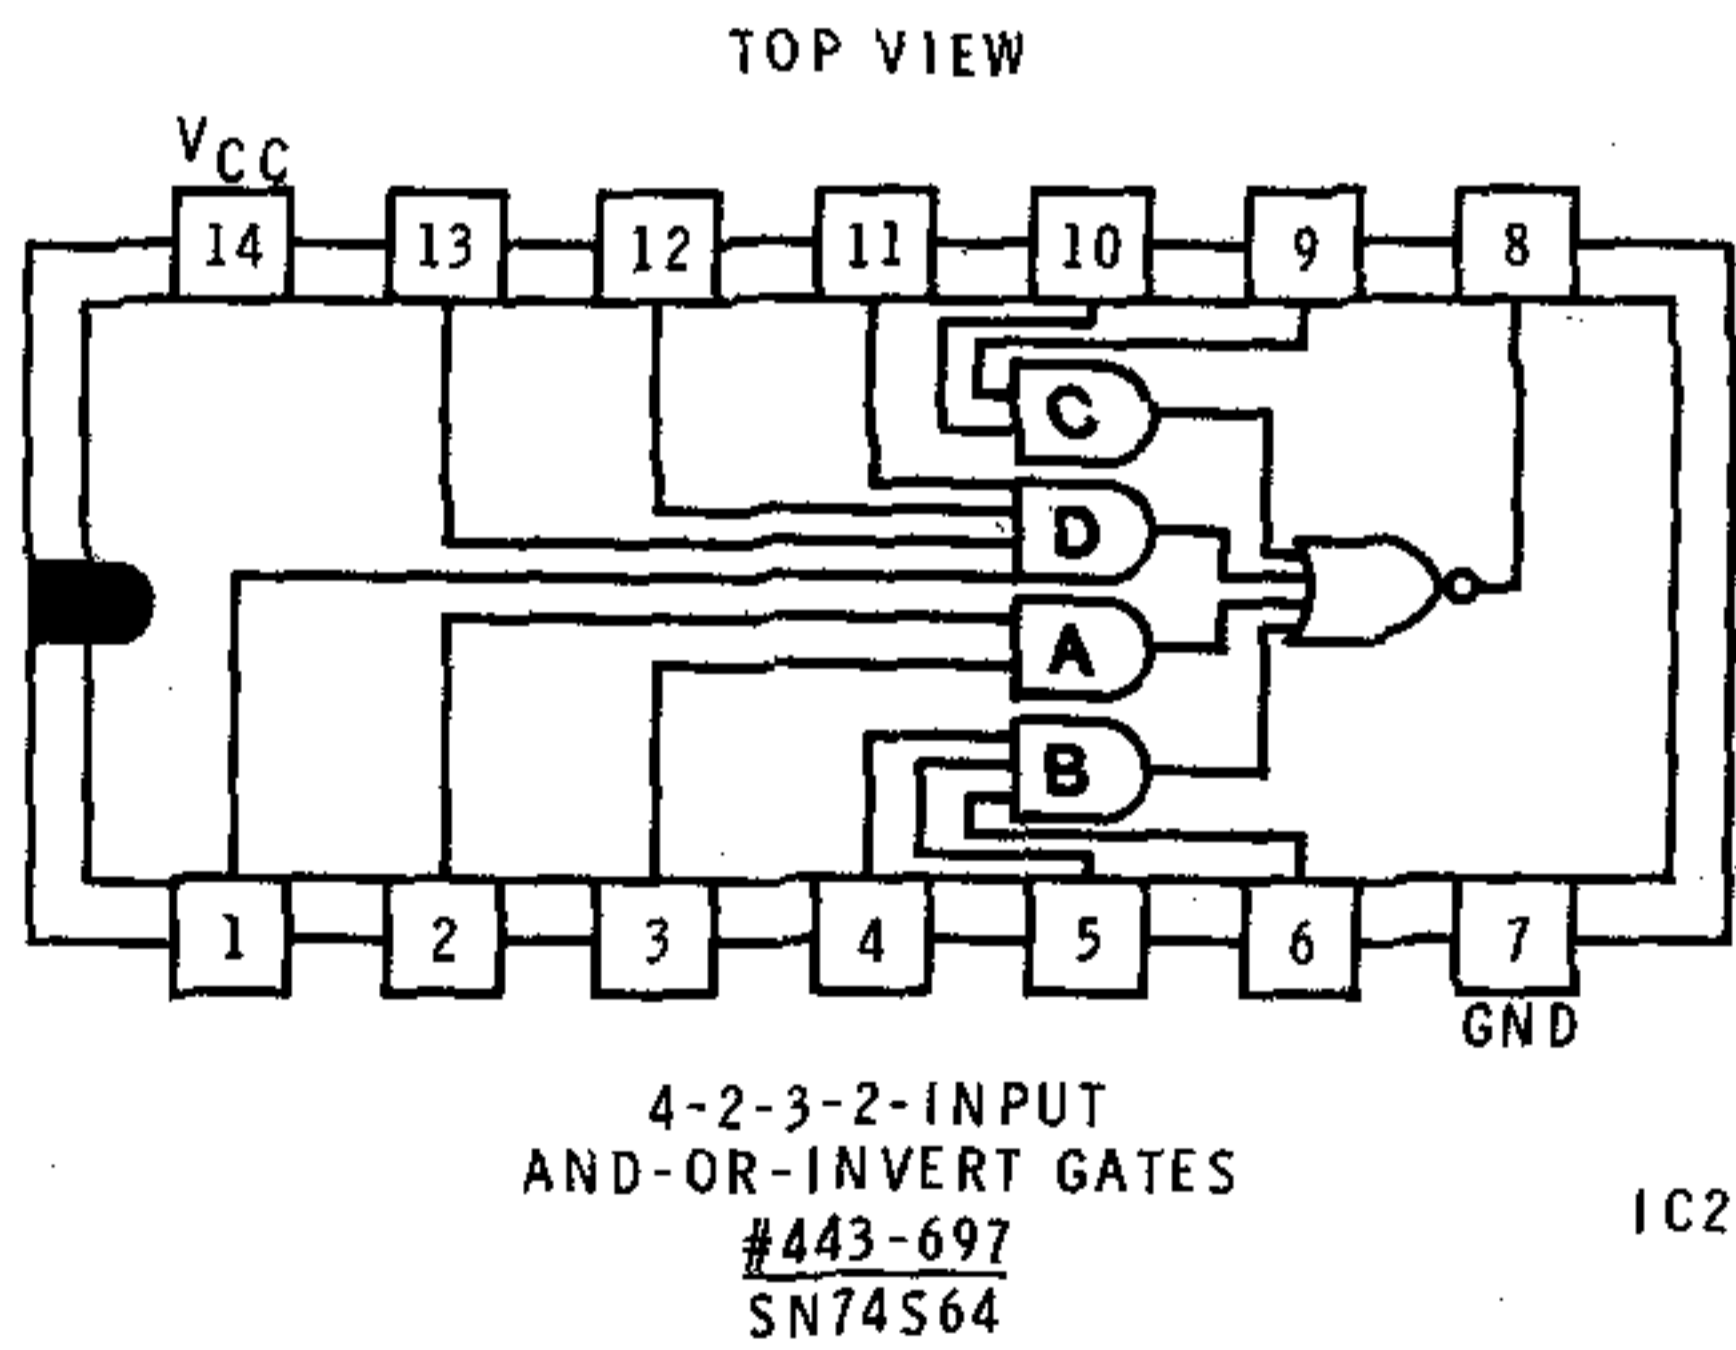 TOP VIEW
VCC
14 13 12 11 10 9 8
C
D
A
B
1 2 3 4 5 6 7
GND
4-2-3-2-INPUT
AND-OR-INVERT GATES
#443-697
SN74S64
IC2